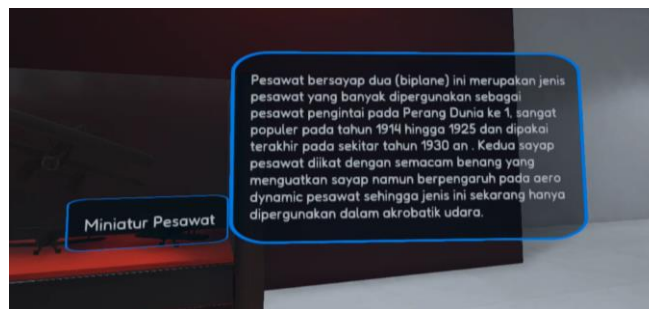 Pesawat bersayap dua (biplane) ini merupakan jenis
pesawat yang banyak dipergunakan sebagai
pesawat pengintai pada Perang Dunia ke 1, sangat
populer pada tahun 1914 hingga 1925 dan dipakai
terakhir pada sekitar tahun 1930 an . Kedua sayap
pesawat diikat dengan semacam benang yang
menguatkan sayap namun berpengaruh pada aero
dynamic pesawat sehingga jenis ini sekarang hanya
dipergunakan dalam akrobatik udara.
Miniatur Pesawat